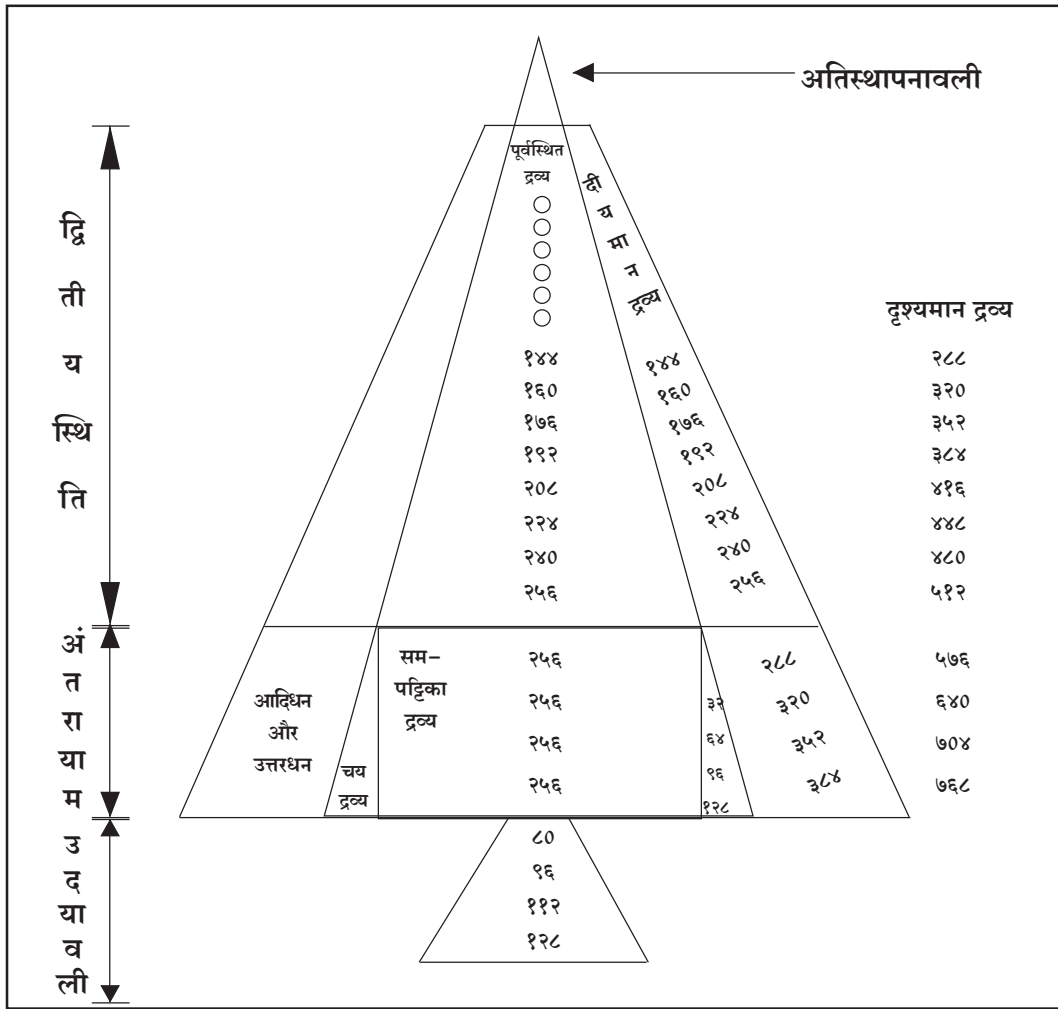 अतिस्थापनावली
द्वितीय स्थिति
पूर्वस्थित
द्रव्य
दीयमान द्रव्य
दृश्यमान द्रव्य
१४४ १४४ २८८
१६० १६० ३२०
१७६ १७६ ३५२
१९२ १९२ ३८४
२०८ २०८ ४१६
२२४ २२४ ४४८
२४० २४० ४८०
२५६ २५६ ५१२
अंतरायाम
आदिधन
और
उत्तरधन
चय
द्रव्य
सम–
पट्टिका
द्रव्य
२५६ २८८ ५७६
२५६ ३२ ३२० ६४०
२५६ ६४ ३५२ ७०४
२५६ ९६ ३८४ ७६८
१२८
उदयावली
८०
९६
११२
१२८